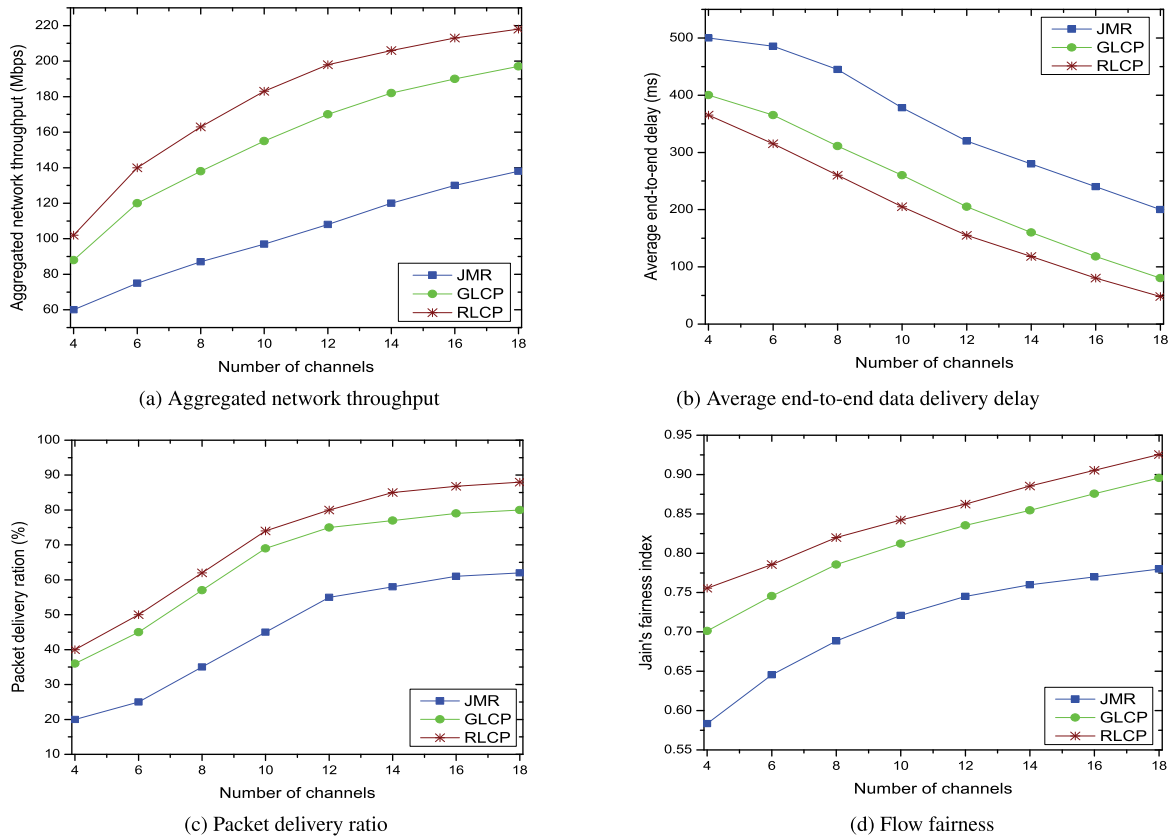 220
200
180
160
140
120
100
80
60
4 6 8 10 12 14 16 18
Aggregated network throughput (Mbps)
Number of channels
JMR
GLCP
RLCP
(a) Aggregated network throughput
500
400
300
200
100
0
4 6 8 10 12 14 16 18
Average end-to-end delay (ms)
Number of channels
JMR
GLCP
RLCP
(b) Average end-to-end data delivery delay
100
90
80
70
60
50
40
30
20
10
4 6 8 10 12 14 16 18
Packet delivery ration (%)
Number of channels
JMR
GLCP
RLCP
(c) Packet delivery ratio
0.95
0.90
0.85
0.80
0.75
0.70
0.65
0.60
0.55
4 6 8 10 12 14 16 18
Jain's fairness index
Number of channels
JMR
GLCP
RLCP
(d) Flow fairness